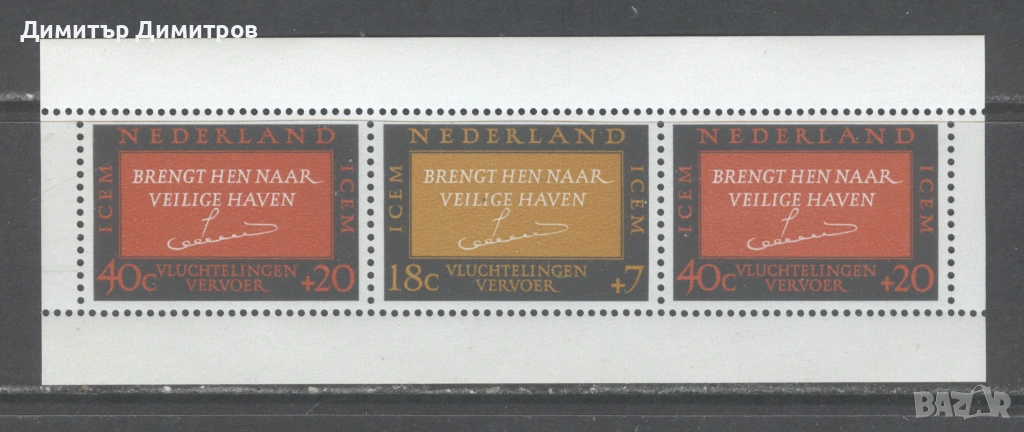 Димитър Димитров
NEDERLAND
ICEM
BRENGT HEN NAAR
VEILIGE HAVEN
ICEM
40c VLUCHTELINGEN +20
VERVOER
NEDERLAND
ICEM
BRENGT HEN NAAR
VEILIGE HAVEN
ICEM
18c VLUCHTELINGEN +7
VERVOER
NEDERLAND
ICEM
BRENGT HEN NAAR
VEILIGE HAVEN
ICEM
40c VLUCHTELINGEN +20
VERVOER
BAZAR